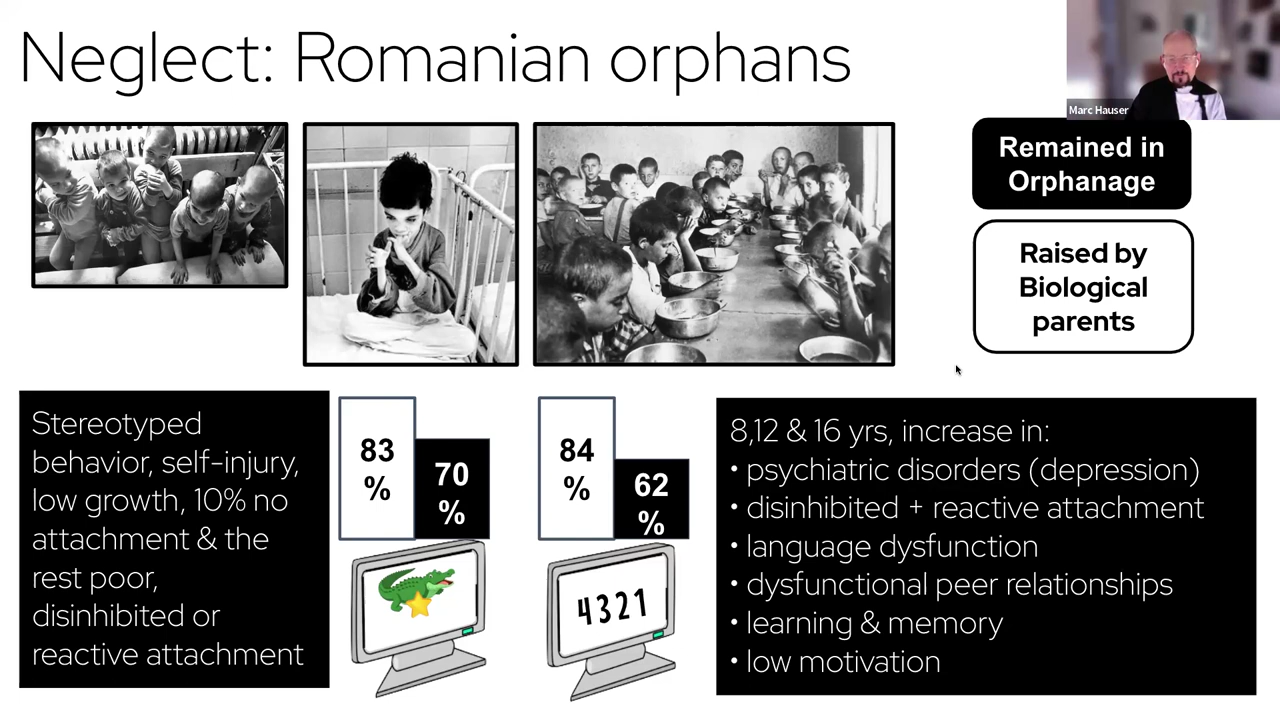 Neglect: Romanian orphans
Marc Hauser
Remained in
Orphanage
Raised by
Biological
parents
Stereotyped
behavior, self-injury,
low growth, 10% no
attachment & the
rest poor,
disinhibited or
reactive attachment
83
%
70
%
84
%
62
%
4321
8,12 & 16 yrs, increase in:
• psychiatric disorders (depression)
• disinhibited + reactive attachment
• language dysfunction
• dysfunctional peer relationships
• learning & memory
• low motivation